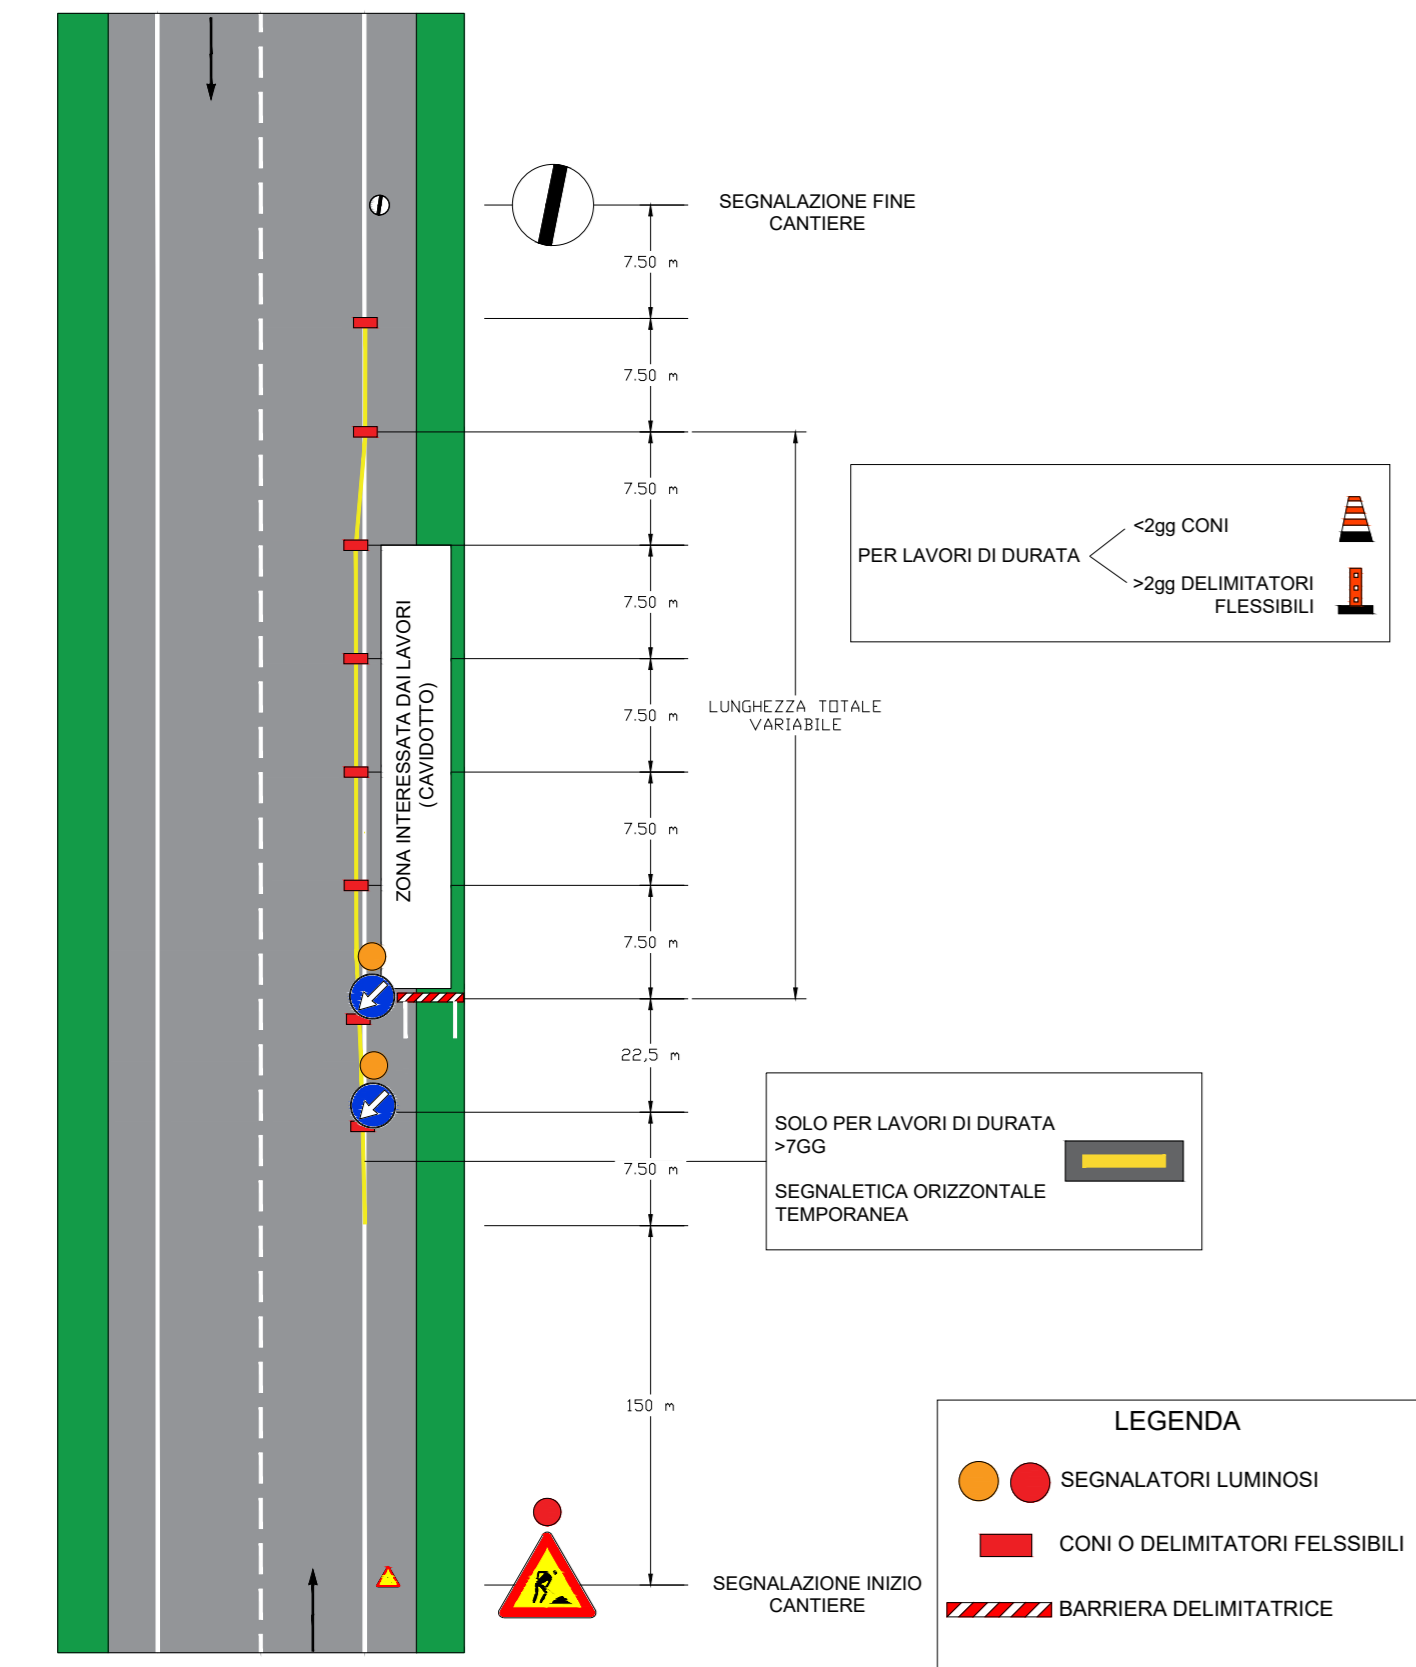 SEGNALAZIONE FINE
CANTIERE
7.50 m
7.50 m
7.50 m
7.50 m
7.50 m
7.50 m
7.50 m
22,5 m
7.50 m
150 m
LUNGHEZZA TOTALE
VARIABILE
ZONA INTERESSATA DAI LAVORI
(CAVIDOTTO)
PER LAVORI DI DURATA
<2gg CONI
>2gg DELIMITATORI
FLESSIBILI
SOLO PER LAVORI DI DURATA
>7GG
SEGNALETICA ORIZZONTALE
TEMPORANEA
SEGNALAZIONE INIZIO
CANTIERE
LEGENDA
SEGNALATORI LUMINOSI
CONI O DELIMITATORI FELSSIBILI
BARRIERA DELIMITATRICE